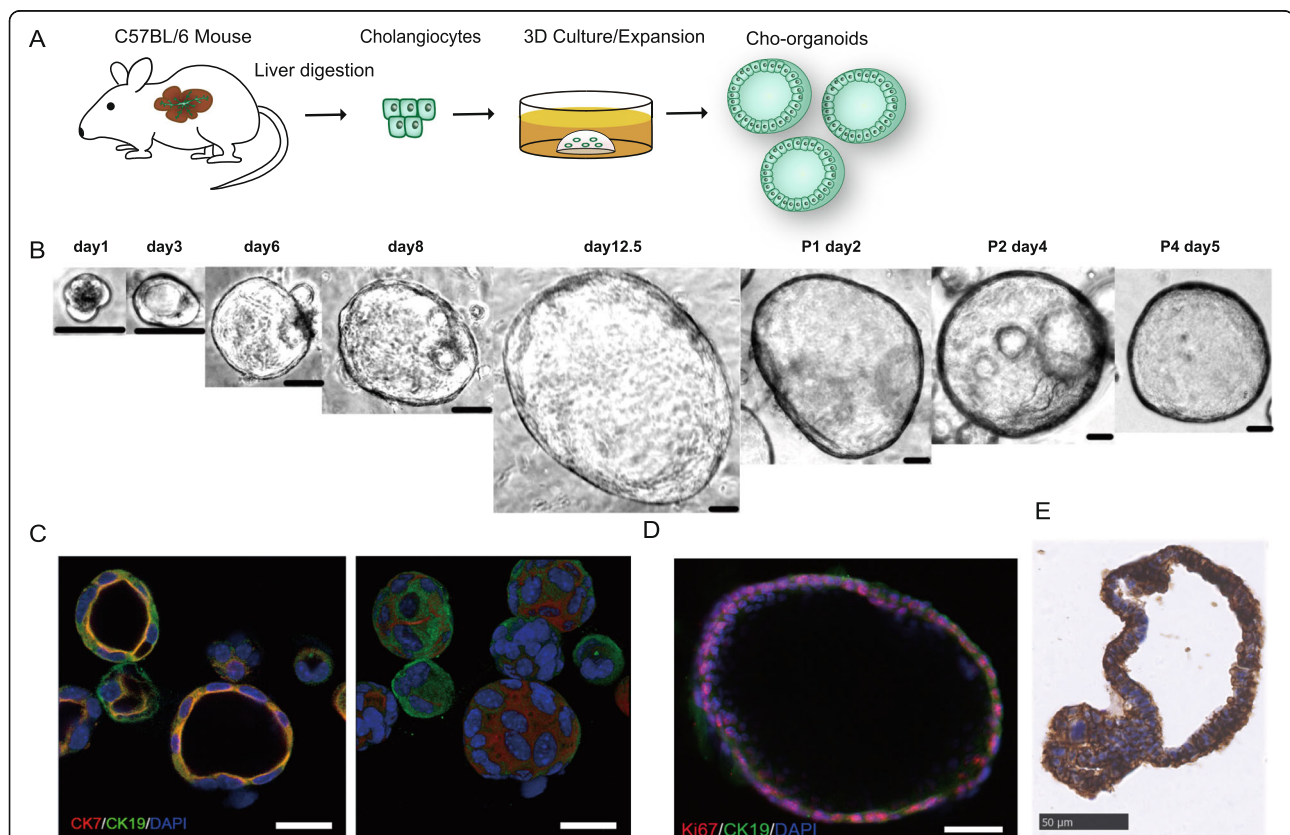 A
C57BL/6 Mouse
Liver digestion
Cholangiocytes
3D Culture/Expansion
Cho-organoids
B
day1
day3
day6
day8
day12.5
P1 day2
P2 day4
P4 day5
C
CK7/CK19/DAPI
D
Ki67/CK19/DAPI
E
50 µm